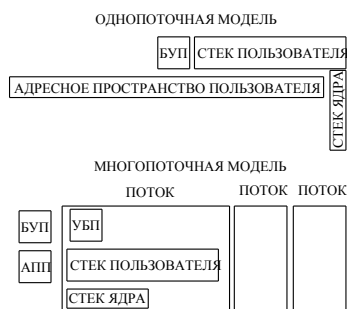 ОДНОПОТОЧНАЯ МОДЕЛЬ
БУП СТЕК ПОЛЬЗОВАТЕЛЯ
АДРЕСНОЕ ПРОСТРАНСТВО ПОЛЬЗОВАТЕЛЯ
СТЕК ЯДРА
МНОГОПОТОЧНАЯ МОДЕЛЬ
ПОТОК ПОТОК ПОТОК
БУП УБП
АПП СТЕК ПОЛЬЗОВАТЕЛЯ
СТЕК ЯДРА